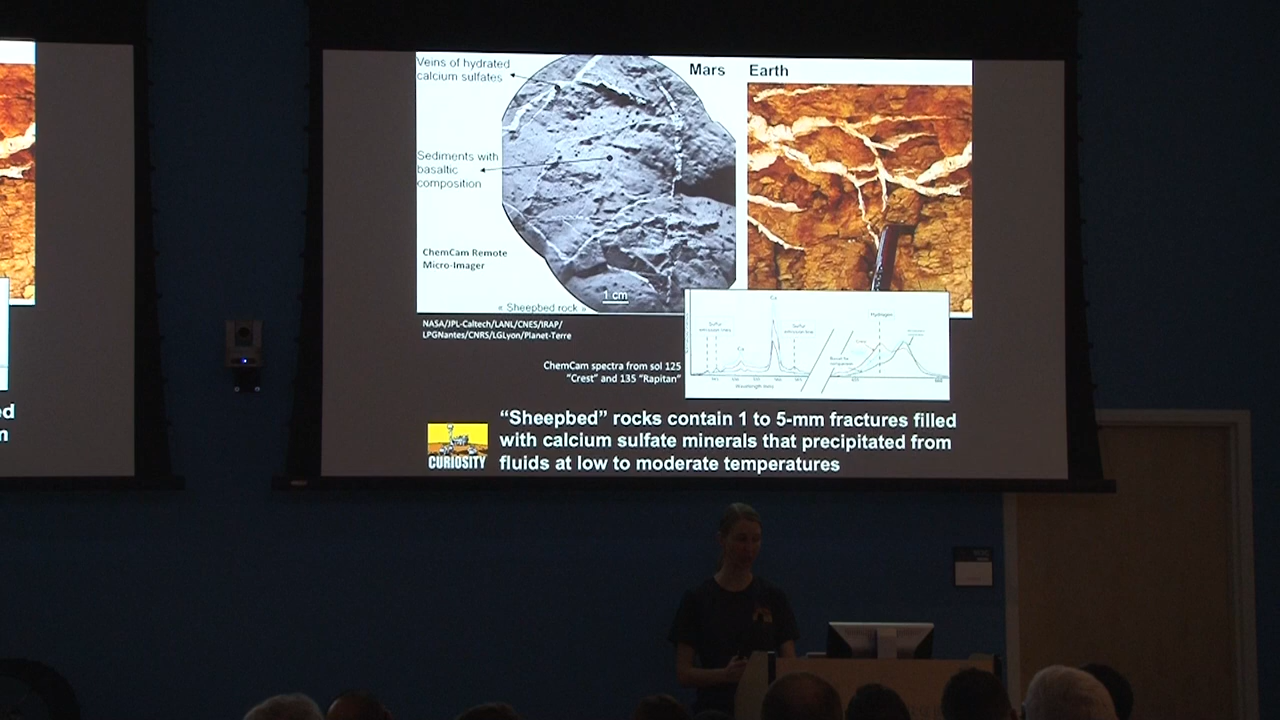 Veins of hydrated
calcium sulfates
Mars
Earth
Sediments with
basaltic
composition
ChemCam Remote
Micro-Imager
1 cm
« Sheepbed rock »
NASA/JPL-Caltech/LANL/CNES/IRAP/
LPGNantes/CNRS/LGLyon/Planet-Terre
ChemCam spectra from sol 125
“Crest” and 135 “Rapitan”
Ca
Hydrogen
“Sheepbed” rocks contain 1 to 5-mm fractures filled
with calcium sulfate minerals that precipitated from
fluids at low to moderate temperatures
CURIOSITY